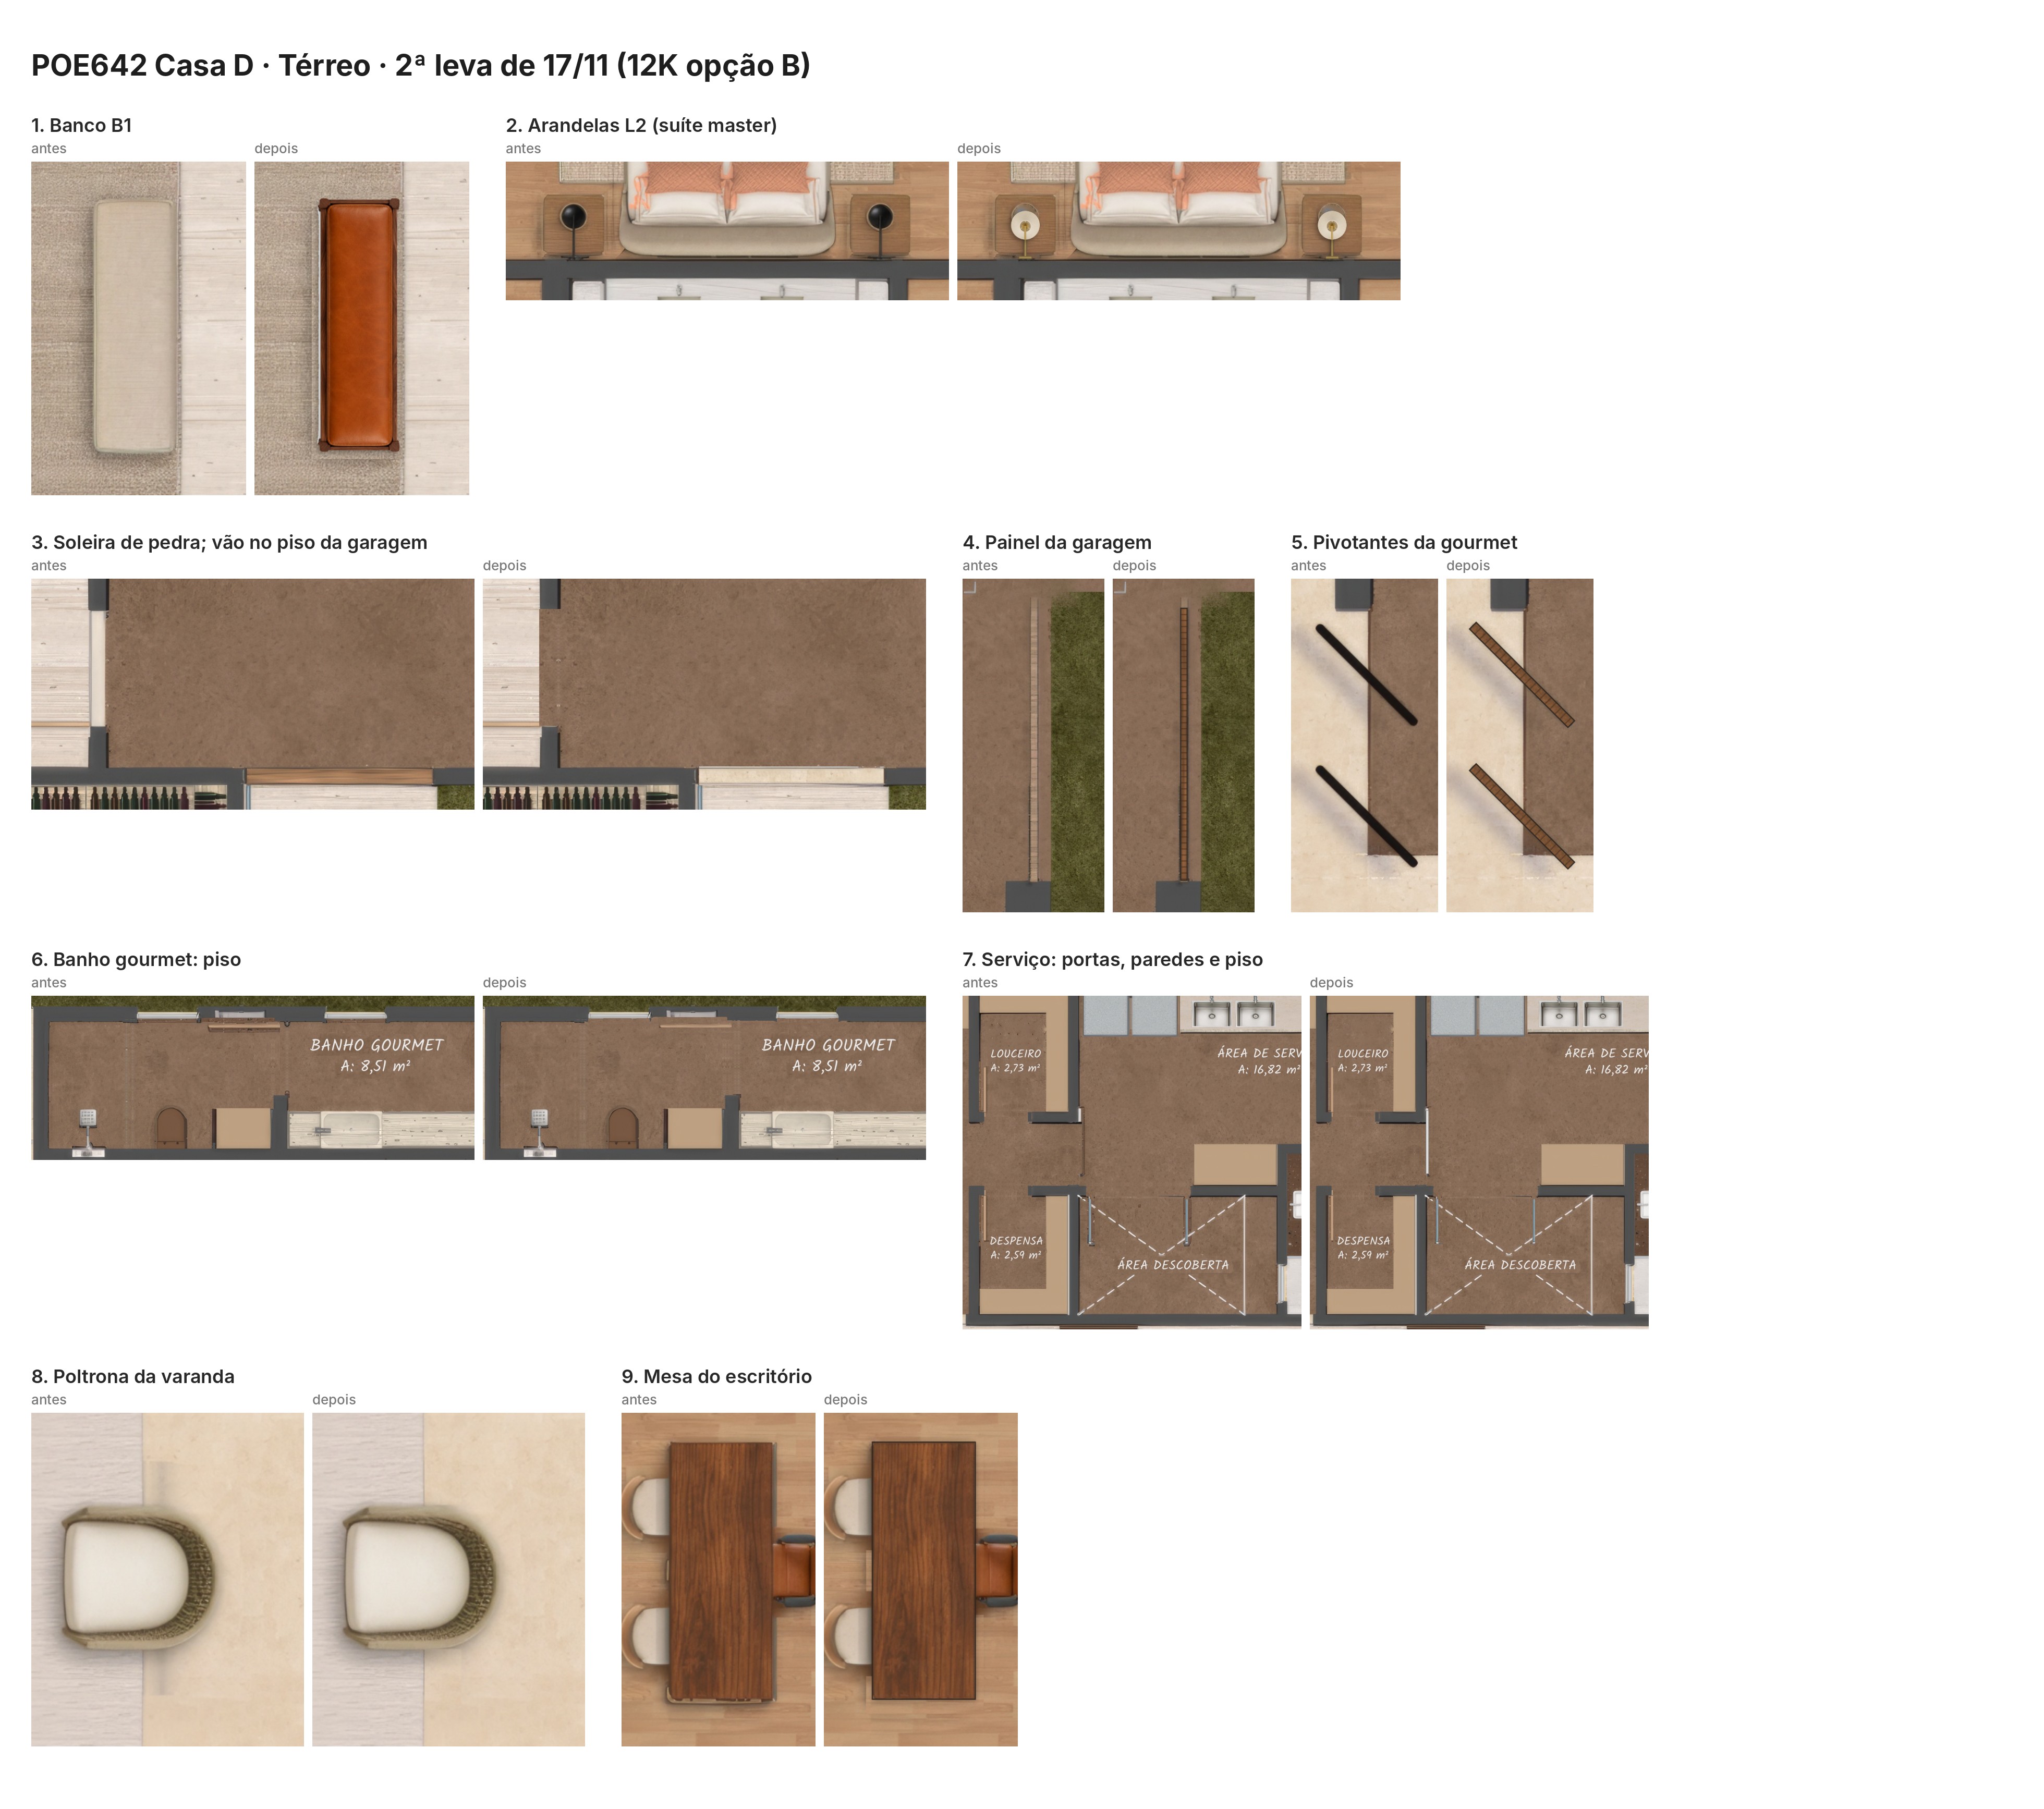 POE642 Casa D · Térreo · 2ª leva de 17/11 (12K opção B)
1. Banco B1
antes
depois
2. Arandelas L2 (suíte master)
antes
depois
3. Soleira de pedra; vão no piso da garagem
antes
depois
4. Painel da garagem
antes
depois
5. Pivotantes da gourmet
antes
depois
6. Banho gourmet: piso
antes
depois
BANHO GOURMET
A: 8,51 m²
BANHO GOURMET
A: 8,51 m²
7. Serviço: portas, paredes e piso
antes
depois
LOUCEIRO
A: 2,73 m²
ÁREA DE SERV
A: 16,82 m²
DESPENSA
A: 2,59 m²
ÁREA DESCOBERTA
LOUCEIRO
A: 2,73 m²
ÁREA DE SERV
A: 16,82 m²
DESPENSA
A: 2,59 m²
ÁREA DESCOBERTA
8. Poltrona da varanda
antes
depois
9. Mesa do escritório
antes
depois